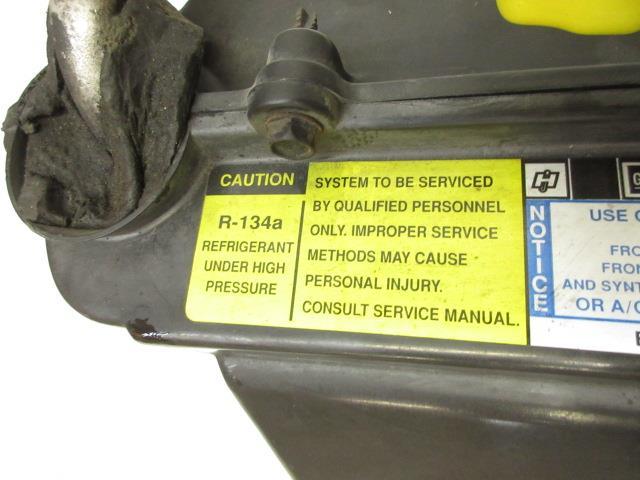 CAUTION
R-134a
REFRIGERANT
UNDER HIGH
PRESSURE
SYSTEM TO BE SERVICED
BY QUALIFIED PERSONNEL
ONLY. IMPROPER SERVICE
METHODS MAY CAUSE
PERSONAL INJURY.
CONSULT SERVICE MANUAL.
NOTICE
USE
FRO
FRON
AND SYNT
OR A/C